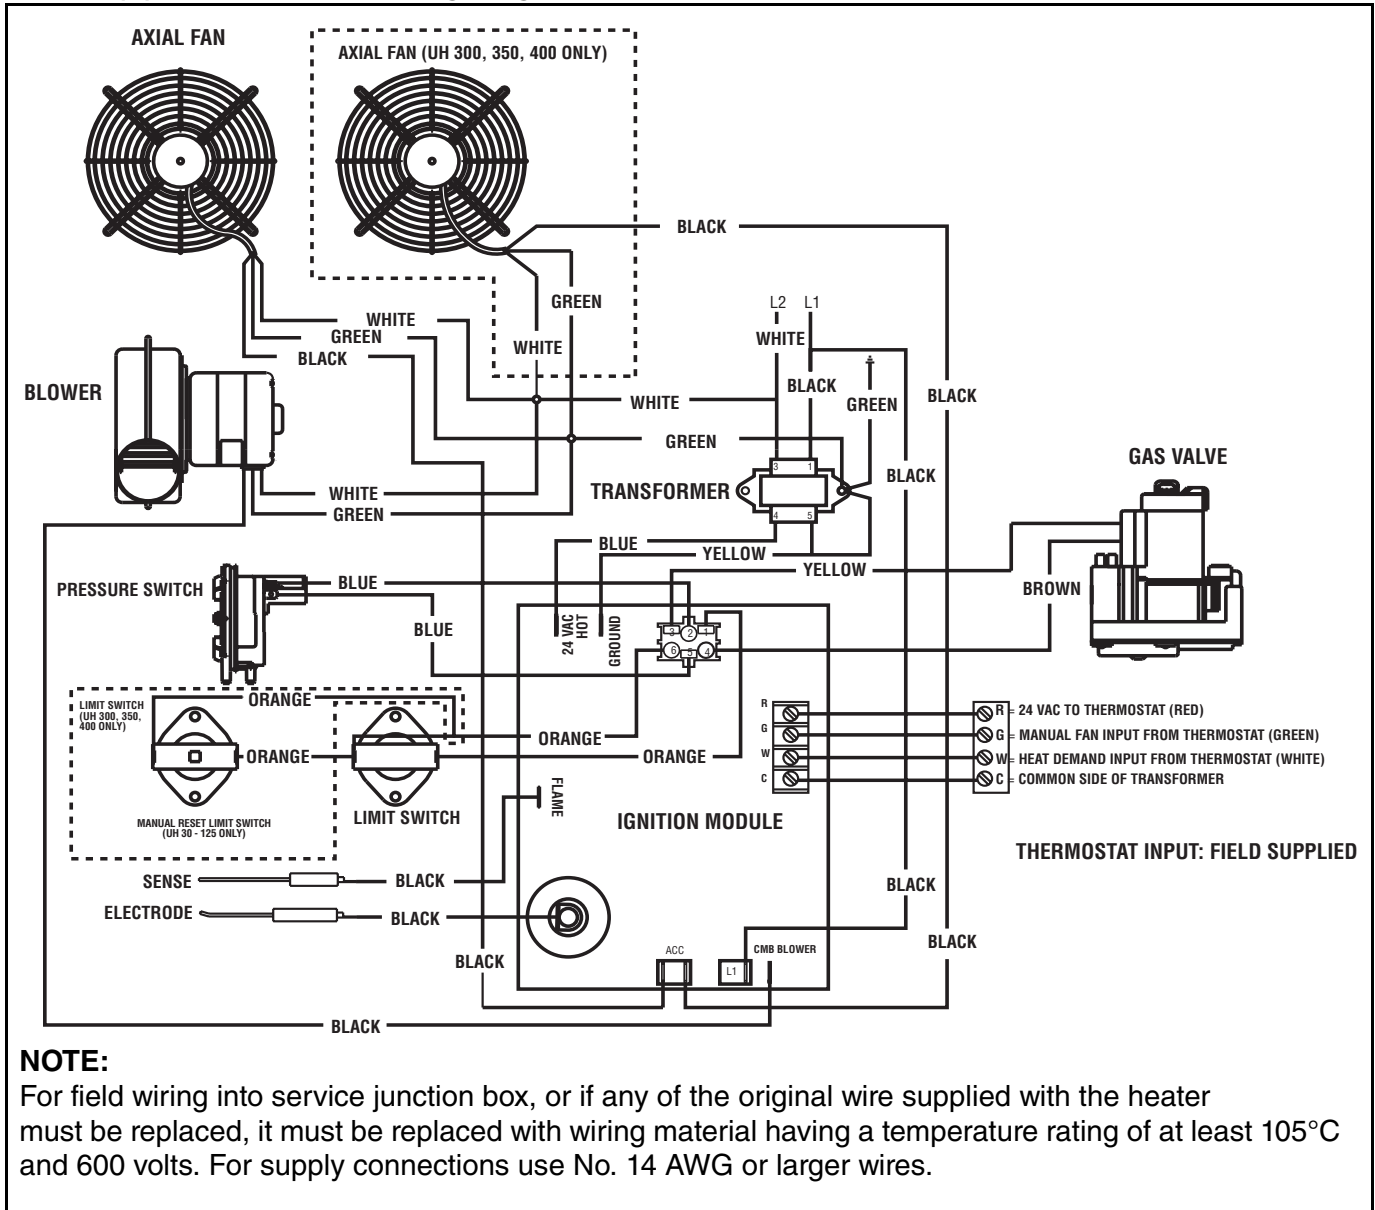 AXIAL FAN
AXIAL FAN (UH 300, 350, 400 ONLY)
BLACK
GREEN
L2 L1
WHITE
WHITE
GREEN
WHITE
BLACK
BLACK
BLOWER
WHITE
GREEN
BLACK
GREEN
BLACK
GAS VALVE
TRANSFORMER
3 1
4 5
WHITE
GREEN
BLUE
YELLOW
YELLOW
PRESSURE SWITCH
BLUE
BROWN
BLUE
24 VAC
HOT
GROUND
3 2 1
6 5 4
ORANGE
LIMIT SWITCH
(UH 300, 350,
400 ONLY)
ORANGE
ORANGE
ORANGE
MANUAL RESET LIMIT SWITCH
(UH 30 - 125 ONLY)
LIMIT SWITCH
FLAME
R
G
W
C
R = 24 VAC TO THERMOSTAT (RED)
G = MANUAL FAN INPUT FROM THERMOSTAT (GREEN)
W = HEAT DEMAND INPUT FROM THERMOSTAT (WHITE)
C = COMMON SIDE OF TRANSFORMER
IGNITION MODULE
THERMOSTAT INPUT: FIELD SUPPLIED
SENSE
BLACK
BLACK
ELECTRODE
BLACK
BLACK
BLACK
ACC
L1
CMB BLOWER
BLACK
NOTE:
For field wiring into service junction box, or if any of the original wire supplied with the heater
must be replaced, it must be replaced with wiring material having a temperature rating of at least 105°C
and 600 volts. For supply connections use No. 14 AWG or larger wires.